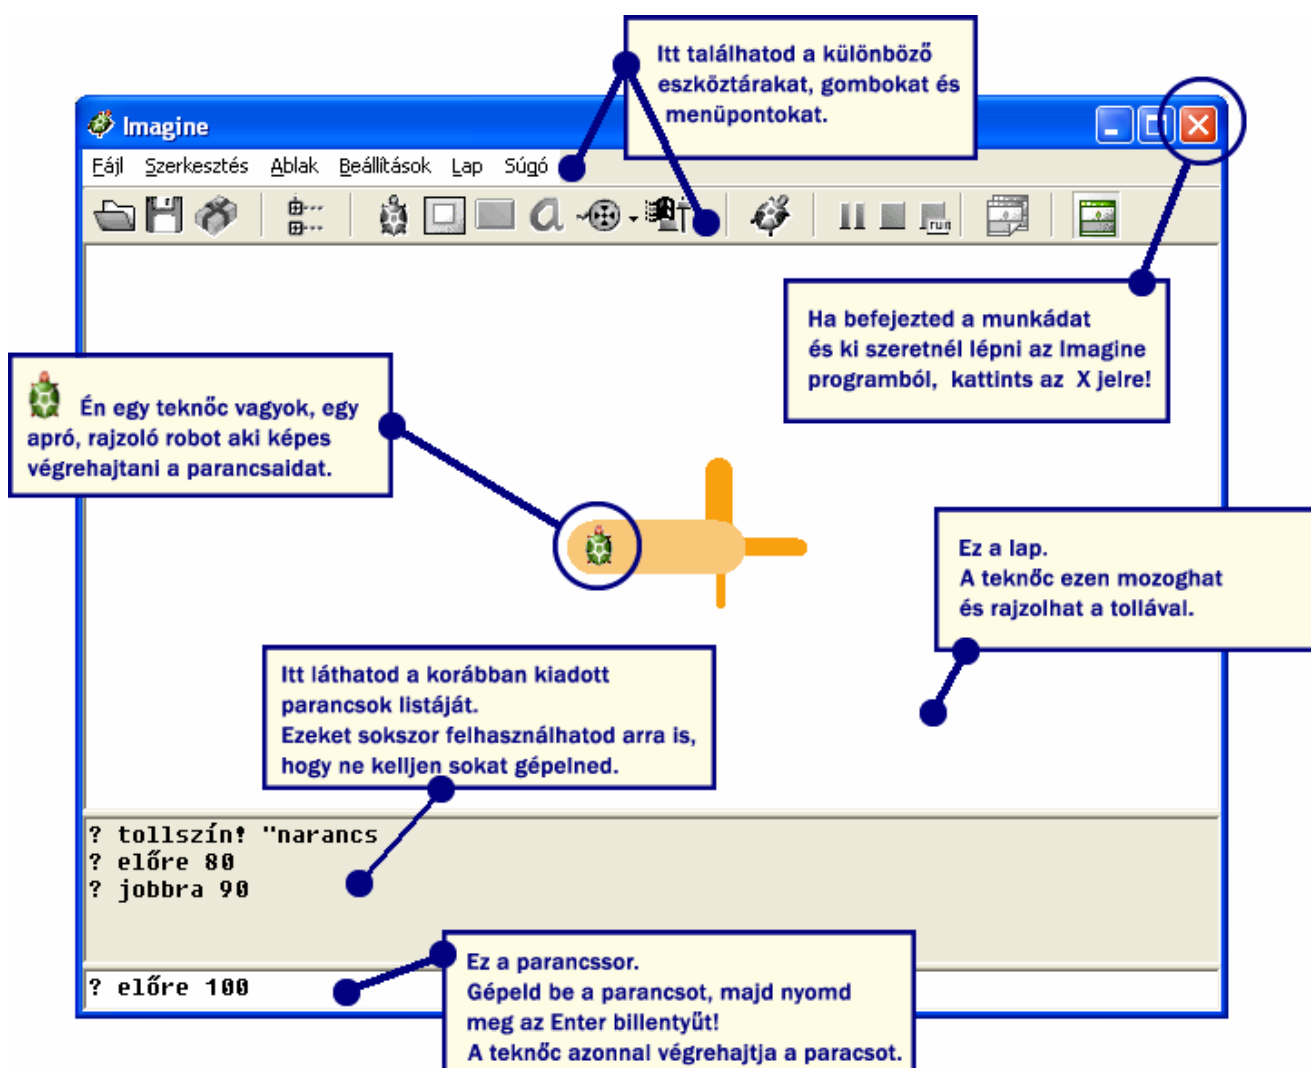 Itt találhatod a különböző
eszköztárakat, gombokat és
menüpontokat.
Imagine
Fájl Szerkesztés Ablak Beállítások Lap Súgó
run
Ha befejezted a munkádat
és ki szeretnél lépni az Imagine
programból, kattints az X jelre!
Én egy teknőc vagyok, egy
apró, rajzoló robot aki képes
végrehajtani a parancsaidat.
Ez a lap.
A teknőc ezen mozoghat
és rajzolhat a tollával.
Itt láthatod a korábban kiadott
parancsok listáját.
Ezeket sokszor felhasználhatod arra is,
hogy ne kelljen sokat gépelned.
? tollszín! "narancs
? előre 80
? jobbra 90
? előre 100
Ez a parancssor.
Gépeld be a parancsot, majd nyomd
meg az Enter billentyűt!
A teknőc azonnal végrehajtja a paracsot.